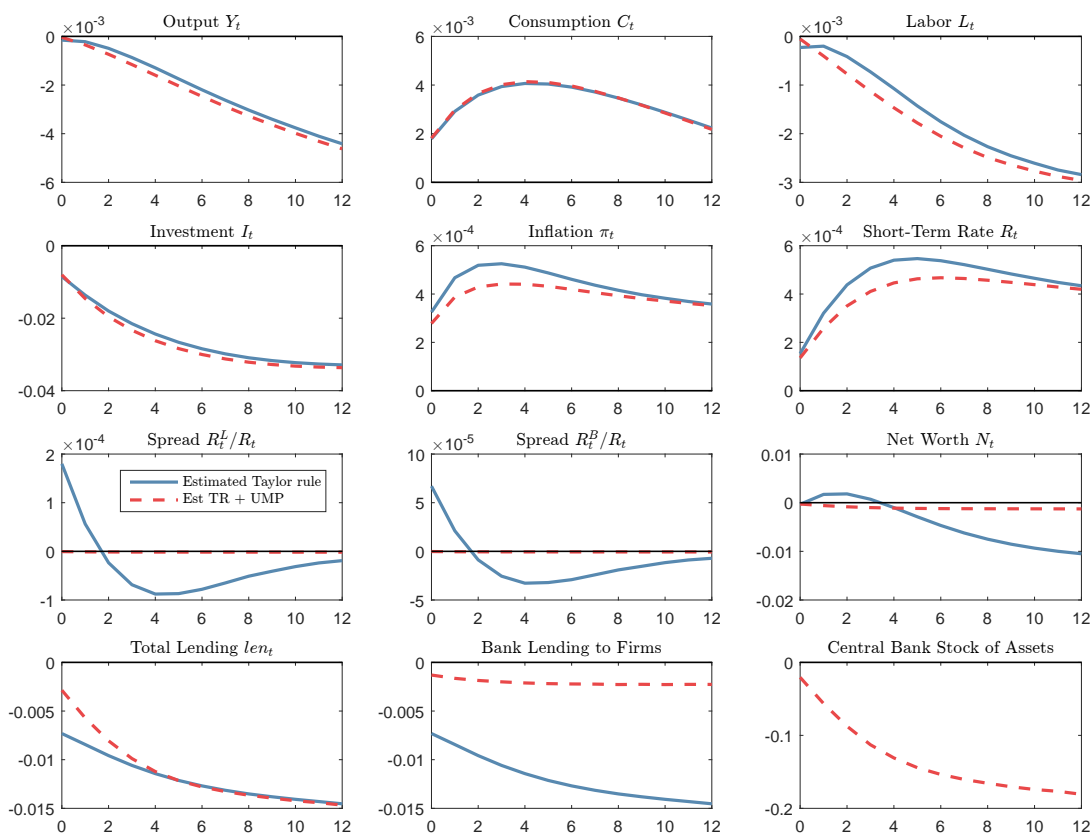 Output Y_t
×10^-3
0
-2
-4
-6
0 2 4 6 8 10 12
Consumption C_t
×10^-3
6
4
2
0
0 2 4 6 8 10 12
Labor L_t
×10^-3
0
-1
-2
-3
0 2 4 6 8 10 12
Investment I_t
0
-0.02
-0.04
0 2 4 6 8 10 12
Inflation π_t
×10^-4
6
4
2
0
0 2 4 6 8 10 12
Short-Term Rate R_t
×10^-4
6
4
2
0
0 2 4 6 8 10 12
Spread R_t^L/R_t
×10^-4
2
1
0
-1
0 2 4 6 8 10 12
Estimated Taylor rule
Est TR + UMP
Spread R_t^B/R_t
×10^-5
10
5
0
-5
0 2 4 6 8 10 12
Net Worth N_t
0.01
0
-0.01
-0.02
0 2 4 6 8 10 12
Total Lending len_t
0
-0.005
-0.01
-0.015
0 2 4 6 8 10 12
Bank Lending to Firms
0
-0.005
-0.01
-0.015
0 2 4 6 8 10 12
Central Bank Stock of Assets
0
-0.1
-0.2
0 2 4 6 8 10 12